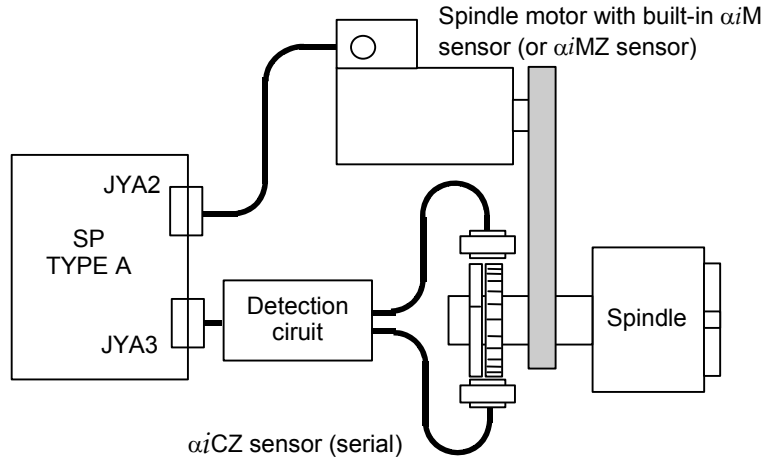 Spindle motor with built-in αiM
sensor (or αiMZ sensor)
JYA2
SP
TYPE A
JYA3
Detection
ciruit
Spindle
αiCZ sensor (serial)